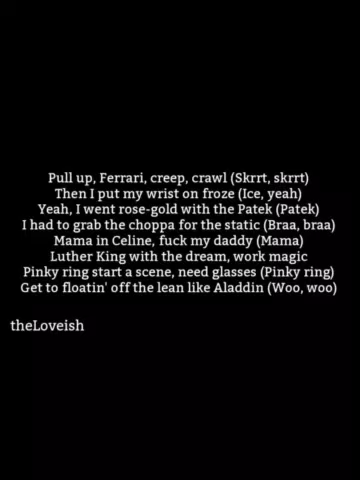 Pull up, Ferrari, creep, crawl (Skrrt, skrrt)
Then I put my wrist on froze (Ice, yeah)
Yeah, I went rose-gold with the Patek (Patek)
I had to grab the choppa for the static (Braa, braa)
Mama in Celine, fuck my daddy (Mama)
Luther King with the dream, work magic
Pinky ring start a scene, need glasses (Pinky ring)
Get to floatin' off the lean like Aladdin (Woo, woo)
theLoveish